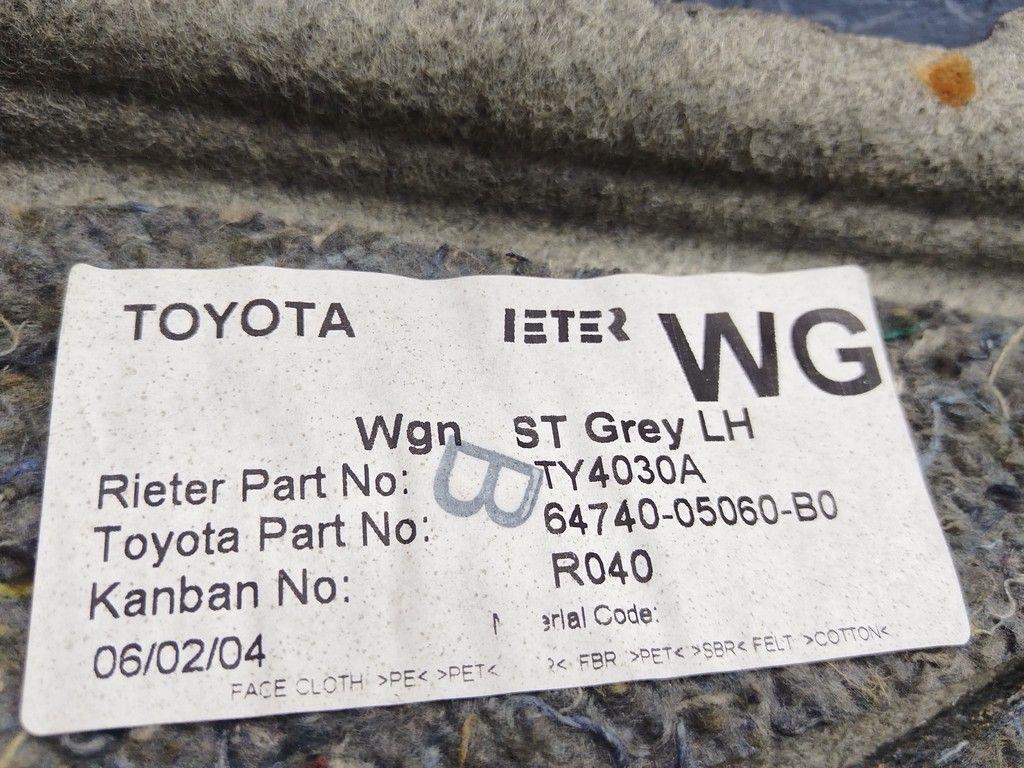 TOYOTA IETER WG
Wgn ST Grey LH
Rieter Part No: TY4030A
B
Toyota Part No: 64740-05060-B0
Kanban No: R040
06/02/04 erial Code:
FACE CLOTH >PE< >PET< FBR >PET< >SBR< FELT >COTTON<